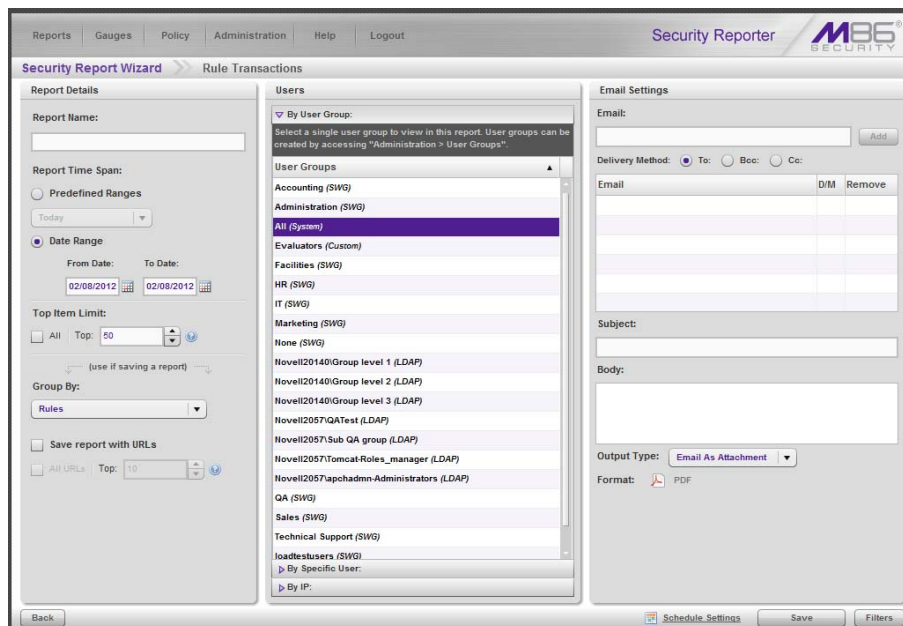 Reports Gauges Policy Administration Help Logout
Security Reporter
M86®
SECURITY
Security Report Wizard Rule Transactions
Report Details
Report Name:
Report Time Span:
Predefined Ranges
Today
Date Range
From Date: To Date:
02/08/2012 02/08/2012
Top Item Limit:
All Top: 50
(use if saving a report)
Group By:
Rules
Save report with URLs
All URLs Top: 10
Users
By User Group:
Select a single user group to view in this report. User groups can be
created by accessing "Administration > User Groups".
User Groups
Accounting (SWG)
Administration (SWG)
All (System)
Evaluators (Custom)
Facilities (SWG)
HR (SWG)
IT (SWG)
Marketing (SWG)
None (SWG)
Novell20140\Group level 1 (LDAP)
Novell20140\Group level 2 (LDAP)
Novell20140\Group level 3 (LDAP)
Novell2057\QATest (LDAP)
Novell2057\Sub QA group (LDAP)
Novell2057\Tomcat-Roles_manager (LDAP)
Novell2057\apchadmn-Administrators (LDAP)
QA (SWG)
Sales (SWG)
Technical Support (SWG)
loadtestusers (SWG)
By Specific User:
By IP:
Email Settings
Email:
Add
Delivery Method: To: Bcc: Cc:
Email D/M Remove
Subject:
Body:
Output Type: Email As Attachment
Format: PDF
Back
Schedule Settings Save Filters